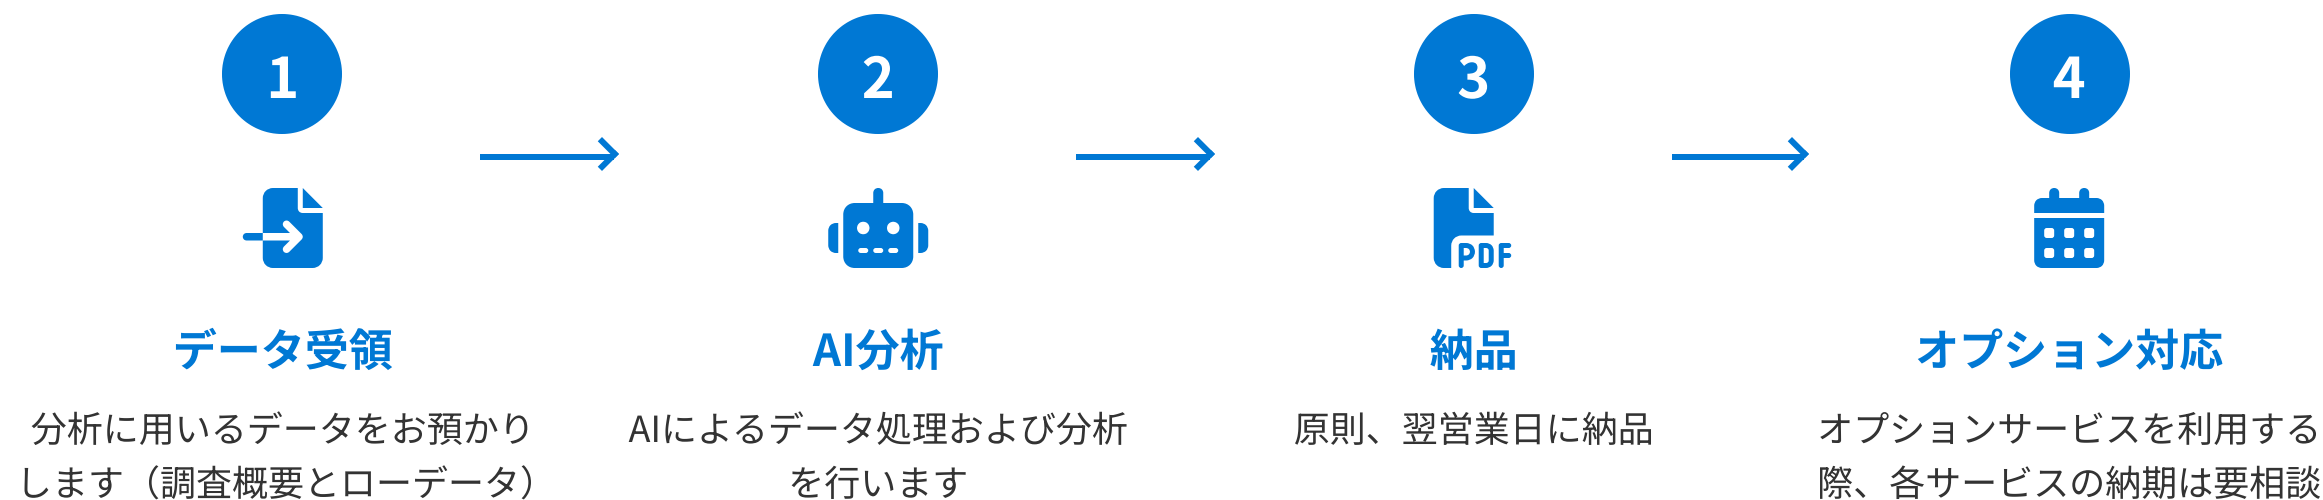 1
2
3
4
PDF
データ受領
AI分析
納品
オプション対応
分析に用いるデータをお預かり
します（調査概要とローデータ）
AIによるデータ処理および分析
を行います
原則、翌営業日に納品
オプションサービスを利用する
際、各サービスの納期は要相談